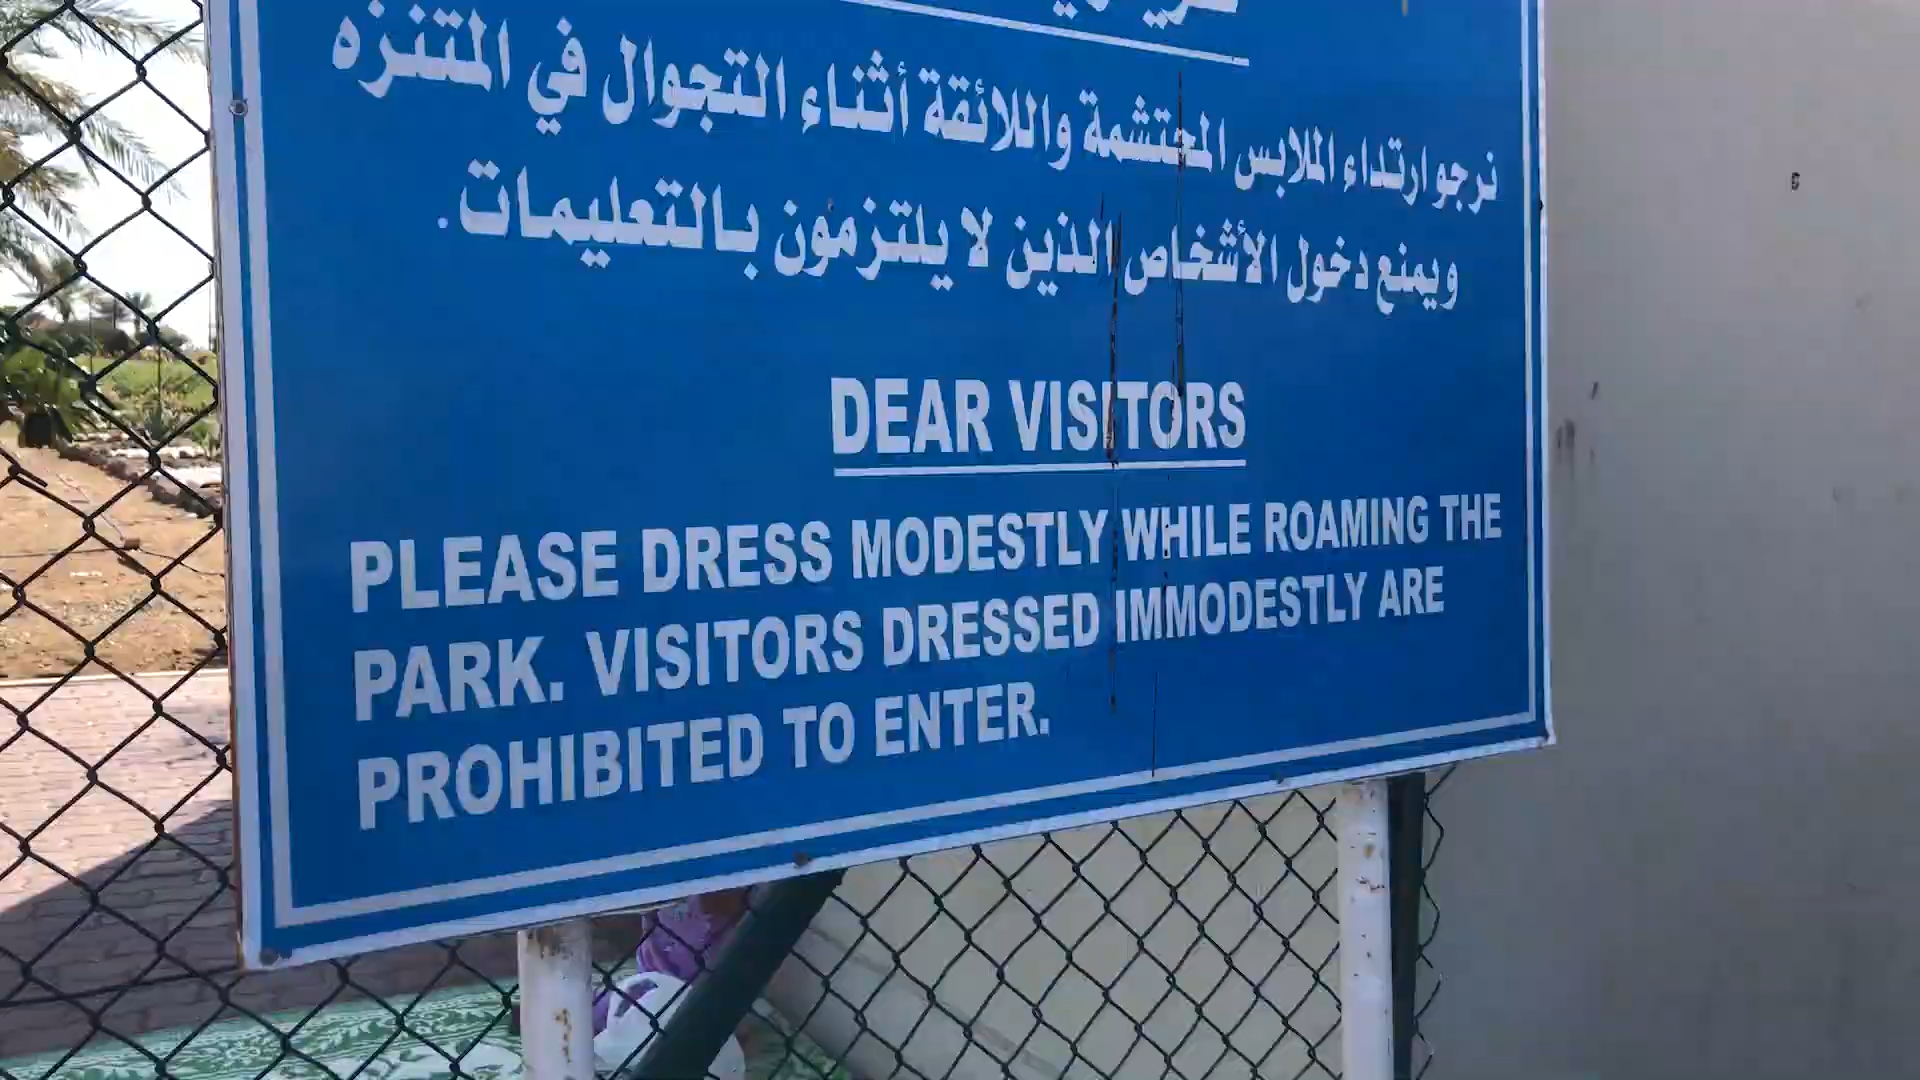 نرجو ارتداء الملابس المحتشمة واللائقة أثناء التجوال في المتنزه
ويمنع دخول الأشخاص الذين لا يلتزمون بالتعليمات.
DEAR VISITORS
PLEASE DRESS MODESTLY WHILE ROAMING THE
PARK. VISITORS DRESSED IMMODESTLY ARE
PROHIBITED TO ENTER.